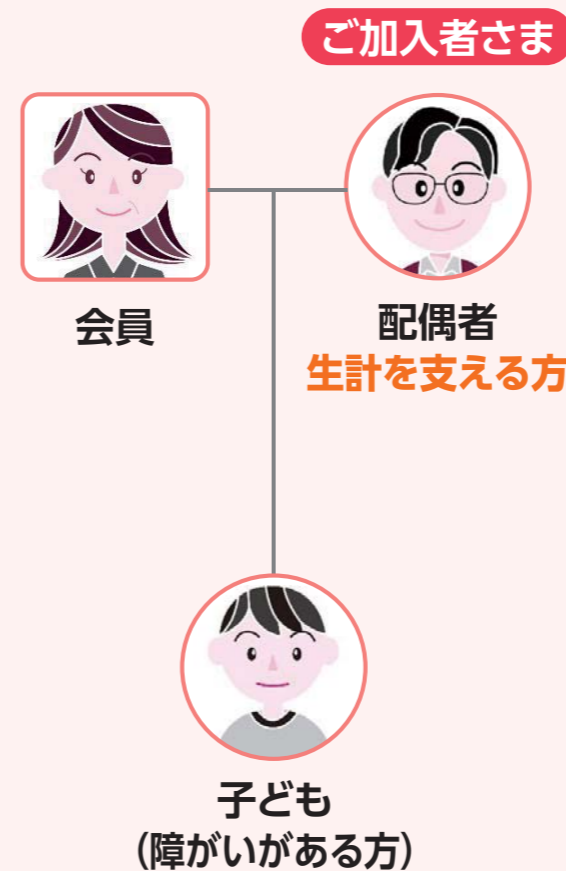 ご加入者さま
会員
配偶者
生計を支える方
子ども
(障がいがある方)